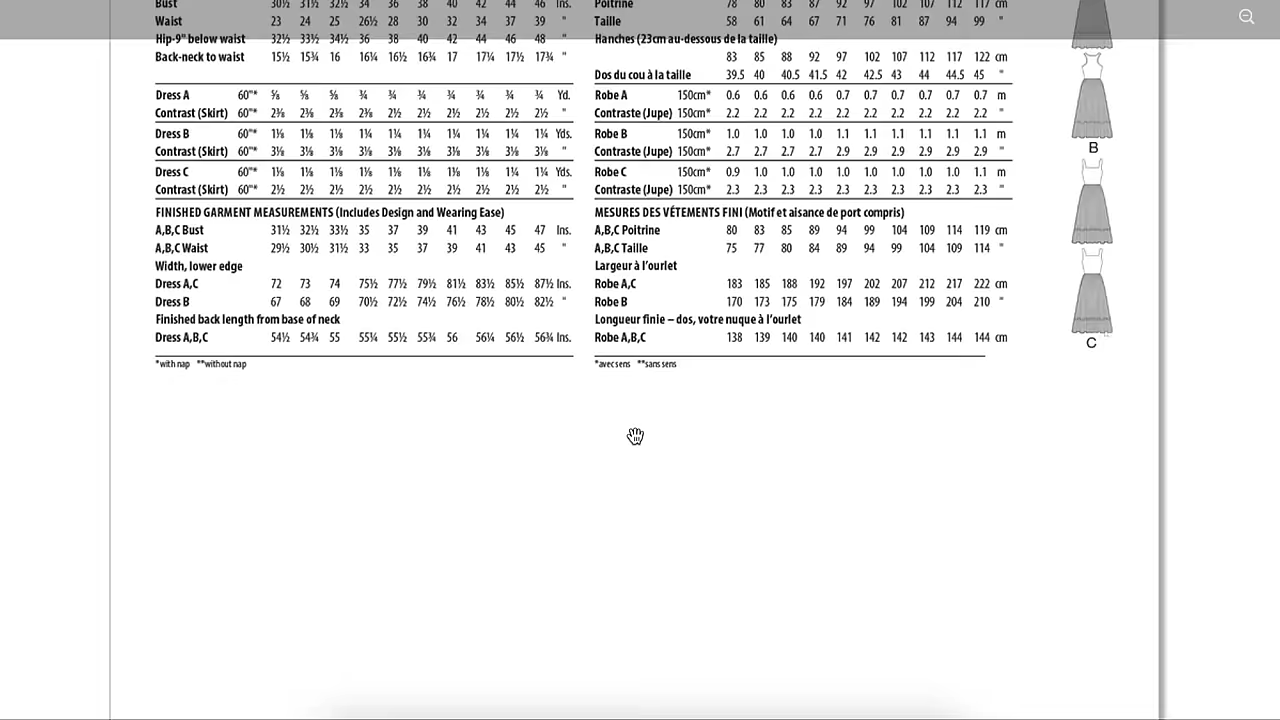 Bust 30½ 31½ 32½ 34 36 38 40 42 44 46 Ins.
Waist 23 24 25 26½ 28 30 32 34 37 39 "
Hip-9" below waist 32½ 33½ 34½ 36 38 40 42 44 46 48 "
Back-neck to waist 15½ 15¾ 16 16¼ 16½ 16¾ 17 17¼ 17½ 17¾ "
Dress A 60"* ⅝ ⅝ ⅝ ¾ ¾ ¾ ¾ ¾ ¾ ¾ Yd.
Contrast (Skirt) 60"* 2⅜ 2⅜ 2⅜ 2⅜ 2½ 2½ 2½ 2½ 2½ 2½ "
Dress B 60"* 1⅛ 1⅛ 1⅛ 1¼ 1¼ 1¼ 1¼ 1¼ 1¼ 1¼ Yds.
Contrast (Skirt) 60"* 3⅛ 3⅛ 3⅛ 3⅛ 3⅛ 3⅛ 3⅛ 3⅛ 3⅛ 3⅛ "
Dress C 60"* 1⅛ 1⅛ 1⅛ 1⅛ 1⅛ 1⅛ 1⅛ 1⅛ 1¼ 1¼ Yds.
Contrast (Skirt) 60"* 2½ 2½ 2½ 2½ 2½ 2½ 2½ 2½ 2½ 2½ "
FINISHED GARMENT MEASUREMENTS (Includes Design and Wearing Ease)
A,B,C Bust 31½ 32½ 33½ 35 37 39 41 43 45 47 Ins.
A,B,C Waist 29½ 30½ 31½ 33 35 37 39 41 43 45 "
Width, lower edge
Dress A,C 72 73 74 75½ 77½ 79½ 81½ 83½ 85½ 87½ Ins.
Dress B 67 68 69 70½ 72½ 74½ 76½ 78½ 80½ 82½ "
Finished back length from base of neck
Dress A,B,C 54½ 54¾ 55 55¼ 55½ 55¾ 56 56¼ 56½ 56¾ Ins.
*with nap **without nap
Poitrine 78 80 83 87 92 97 102 107 112 117 cm
Taille 58 61 64 67 71 76 81 87 94 99 "
Hanches (23cm au-dessous de la taille)
83 85 88 92 97 102 107 112 117 122 cm
Dos du cou à la taille 39.5 40 40.5 41.5 42 42.5 43 44 44.5 45 "
Robe A 150cm* 0.6 0.6 0.6 0.6 0.7 0.7 0.7 0.7 0.7 0.7 m
Contraste (Jupe) 150cm* 2.2 2.2 2.2 2.2 2.2 2.2 2.2 2.2 2.2 2.2 "
Robe B 150cm* 1.0 1.0 1.0 1.0 1.1 1.1 1.1 1.1 1.1 1.1 m
Contraste (Jupe) 150cm* 2.7 2.7 2.7 2.7 2.9 2.9 2.9 2.9 2.9 2.9 "
Robe C 150cm* 0.9 1.0 1.0 1.0 1.0 1.0 1.0 1.0 1.0 1.1 m
Contraste (Jupe) 150cm* 2.3 2.3 2.3 2.3 2.3 2.3 2.3 2.3 2.3 2.3 "
MESURES DES VÉTEMENTS FINI (Motif et aisance de port compris)
A,B,C Poitrine 80 83 85 89 94 99 104 109 114 119 cm
A,B,C Taille 75 77 80 84 89 94 99 104 109 114 "
Largeur à l'ourlet
Robe A,C 183 185 188 192 197 202 207 212 217 222 cm
Robe B 170 173 175 179 184 189 194 199 204 210 "
Longueur finie – dos, votre nuque à l'ourlet
Robe A,B,C 138 139 140 140 141 142 142 143 144 144 cm
*avec sens **sans sens
B
C